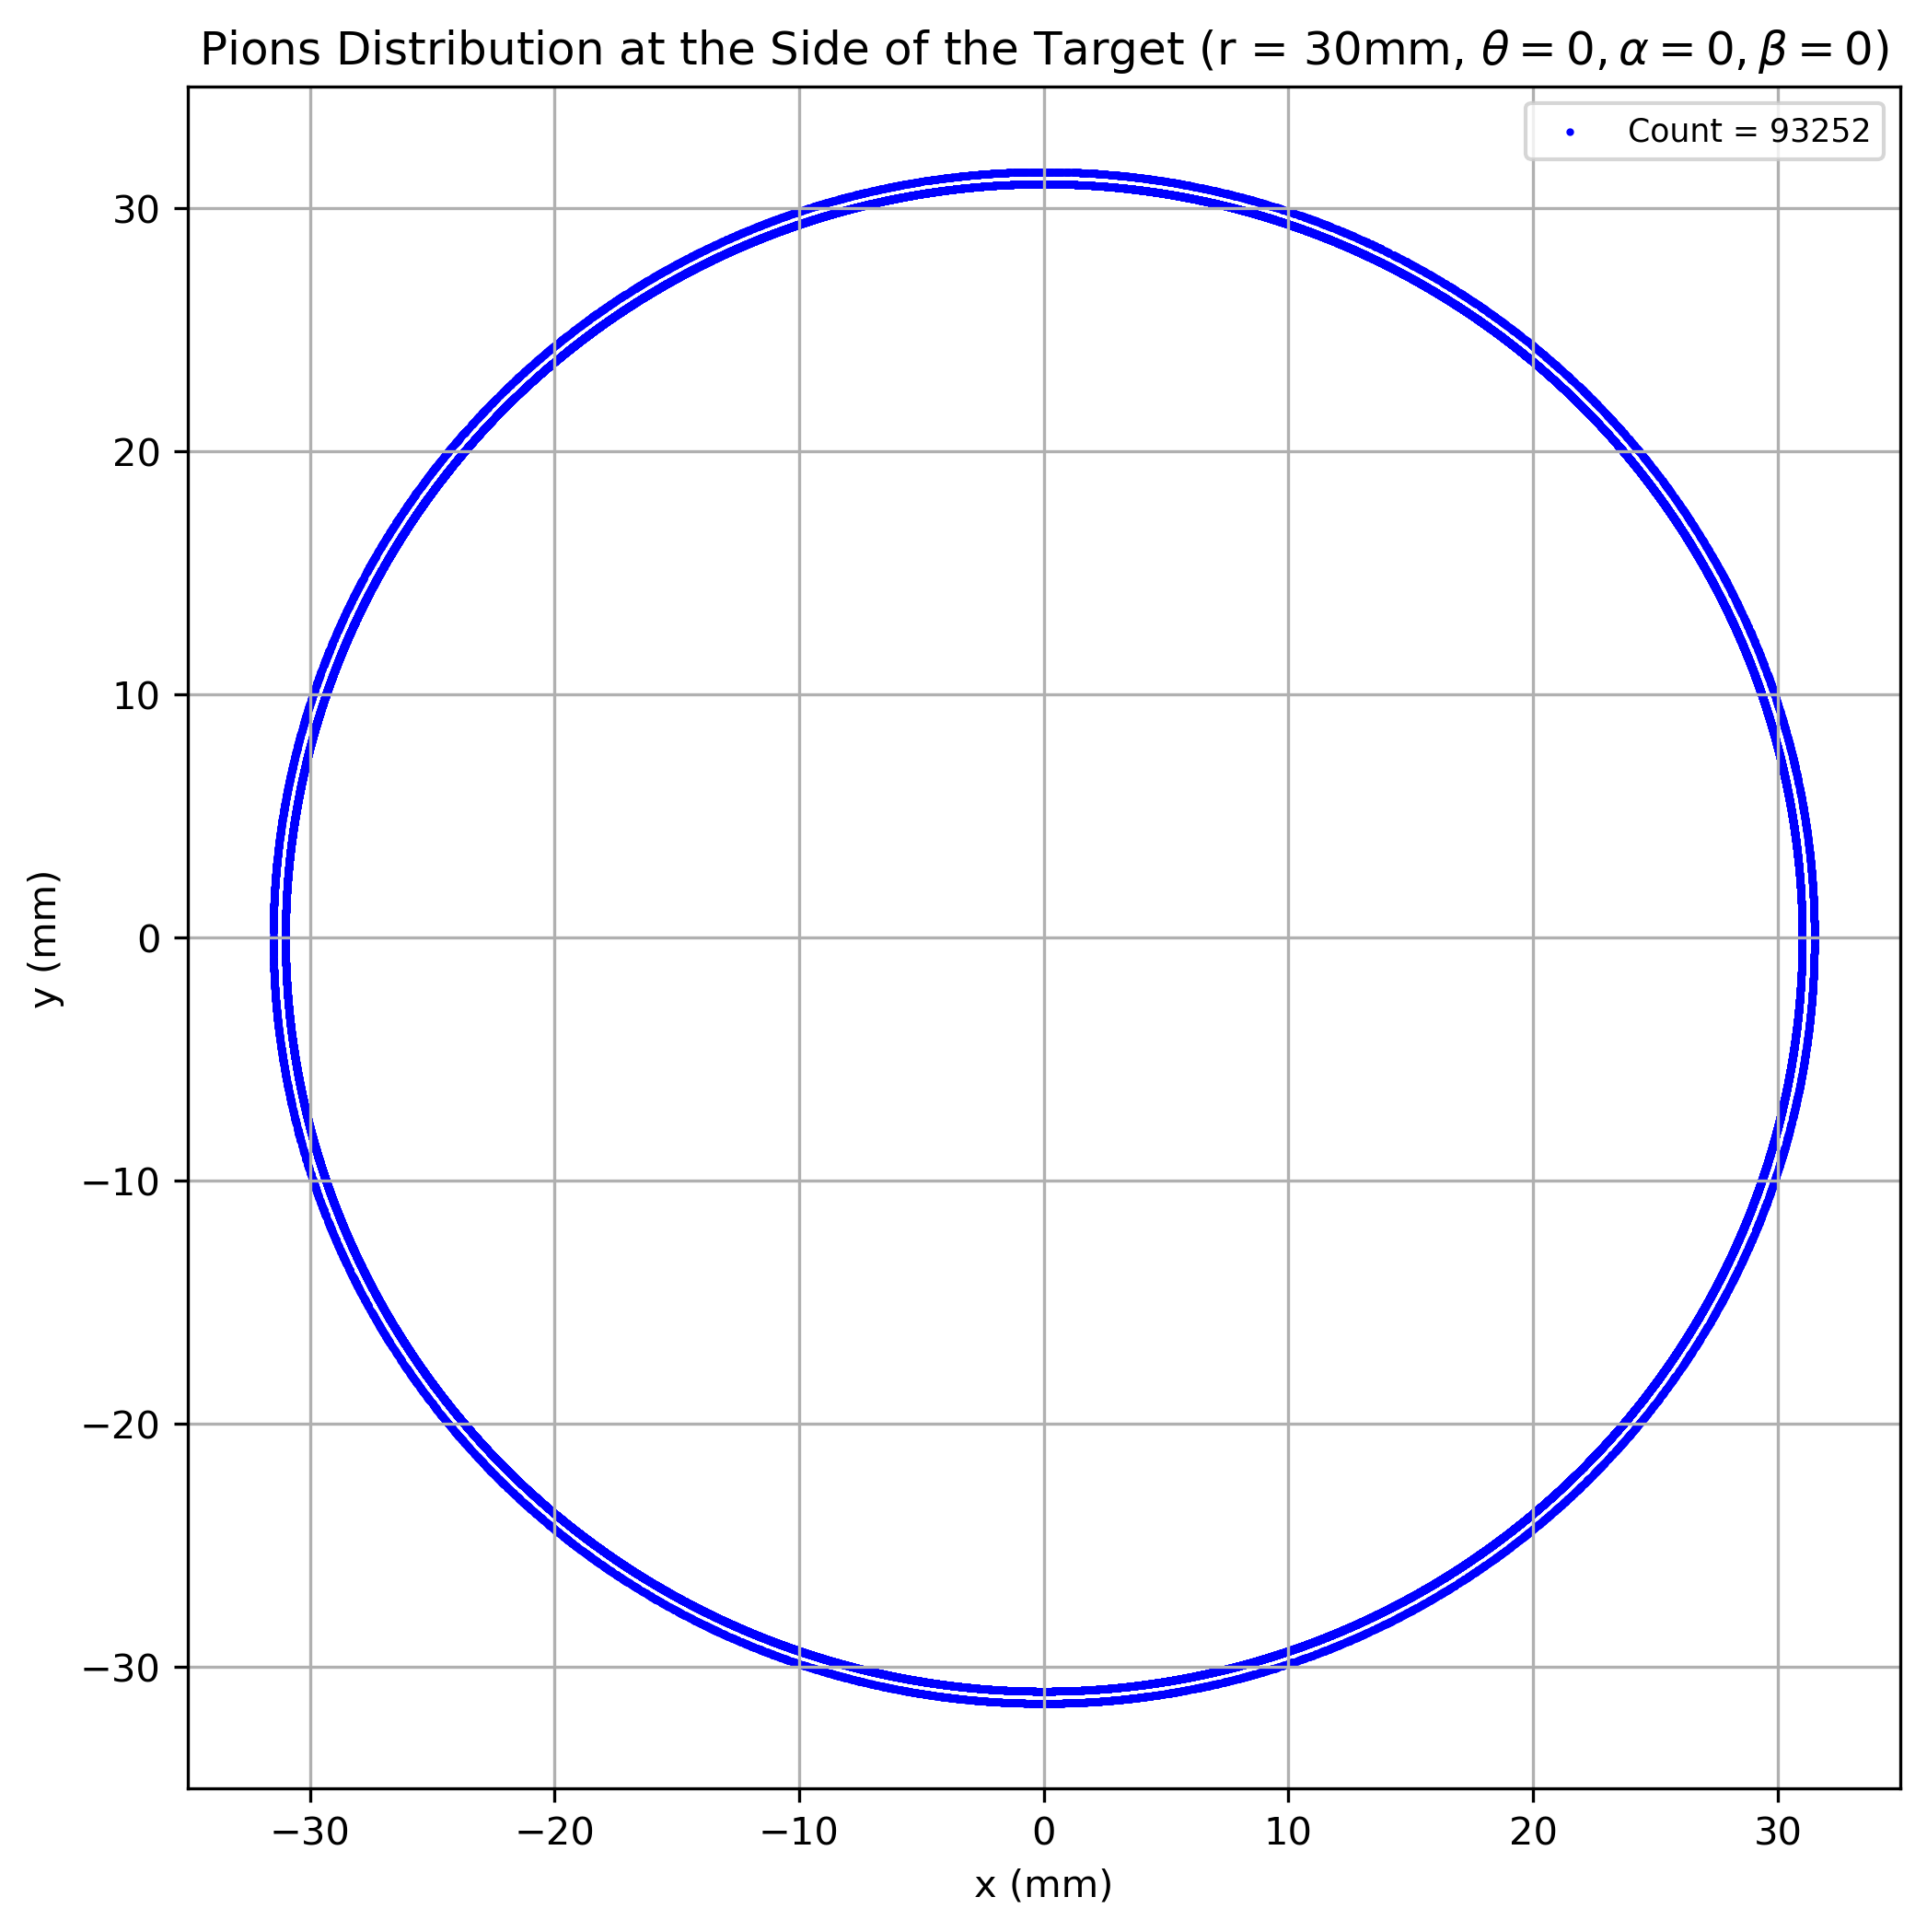 Pions Distribution at the Side of the Target (r = 30mm, θ = 0, α = 0, β = 0)
Count = 93252
30
20
10
0
−10
−20
−30
y (mm)
−30 −20 −10 0 10 20 30
x (mm)